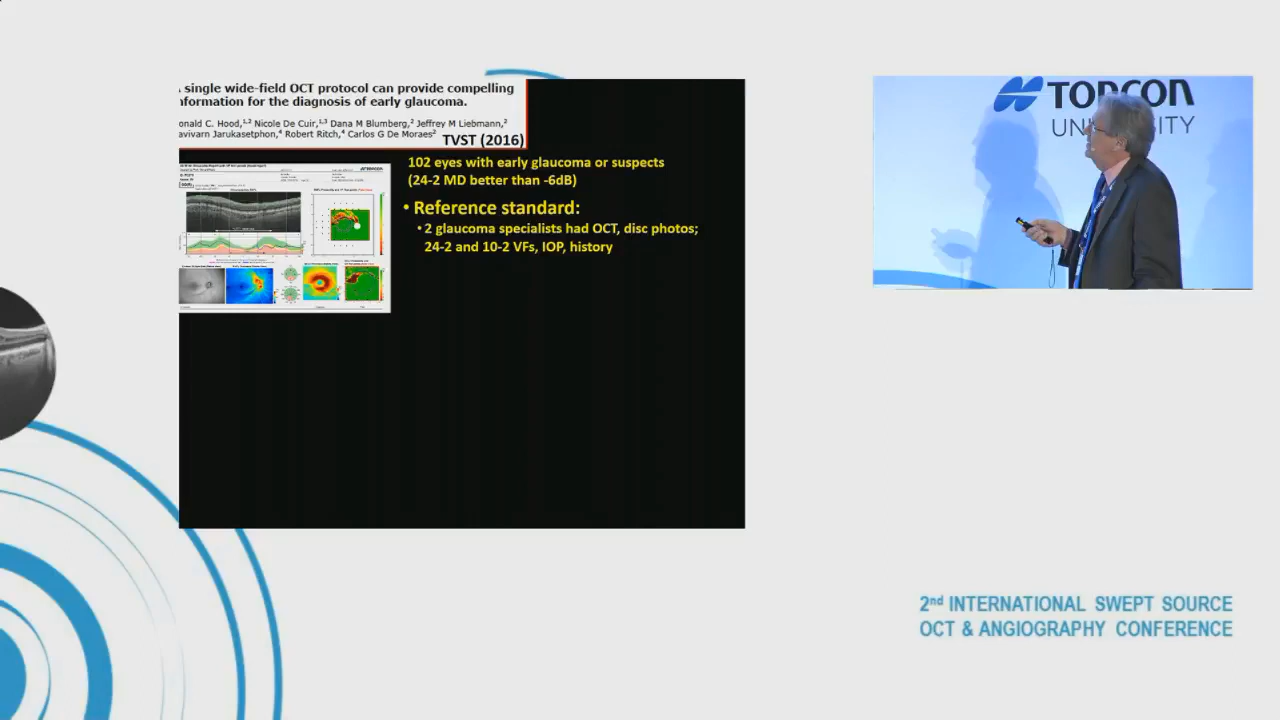 single wide-field OCT protocol can provide compelling
nformation for the diagnosis of early glaucoma.
onald C. Hood,1,2 Nicole De Cuir,1,3 Dana M Blumberg,2 Jeffrey M Liebmann,2
avivarn Jarukasetphon,4 Robert Ritch,4 Carlos G De Moraes2
TVST (2016)
102 eyes with early glaucoma or suspects
(24-2 MD better than -6dB)
• Reference standard:
• 2 glaucoma specialists had OCT, disc photos;
24-2 and 10-2 VFs, IOP, history
TOPCON
UNIVERSITY
2nd INTERNATIONAL SWEPT SOURCE
OCT & ANGIOGRAPHY CONFERENCE